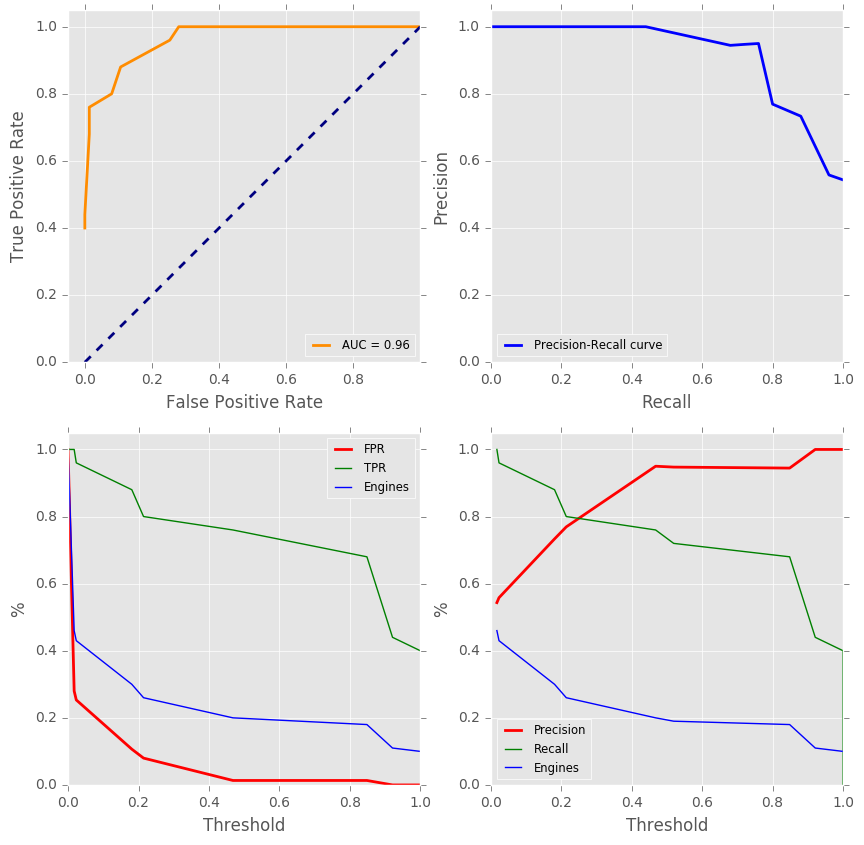 1.0
0.8
0.6
0.4
0.2
0.0
True Positive Rate
0.0 0.2 0.4 0.6 0.8
False Positive Rate
AUC = 0.96
1.0
0.8
0.6
0.4
0.2
0.0
Precision
0.0 0.2 0.4 0.6 0.8 1.0
Recall
Precision-Recall curve
1.0
0.8
0.6
0.4
0.2
0.0
%
0.0 0.2 0.4 0.6 0.8 1.0
Threshold
FPR
TPR
Engines
1.0
0.8
0.6
0.4
0.2
0.0
%
0.0 0.2 0.4 0.6 0.8 1.0
Threshold
Precision
Recall
Engines